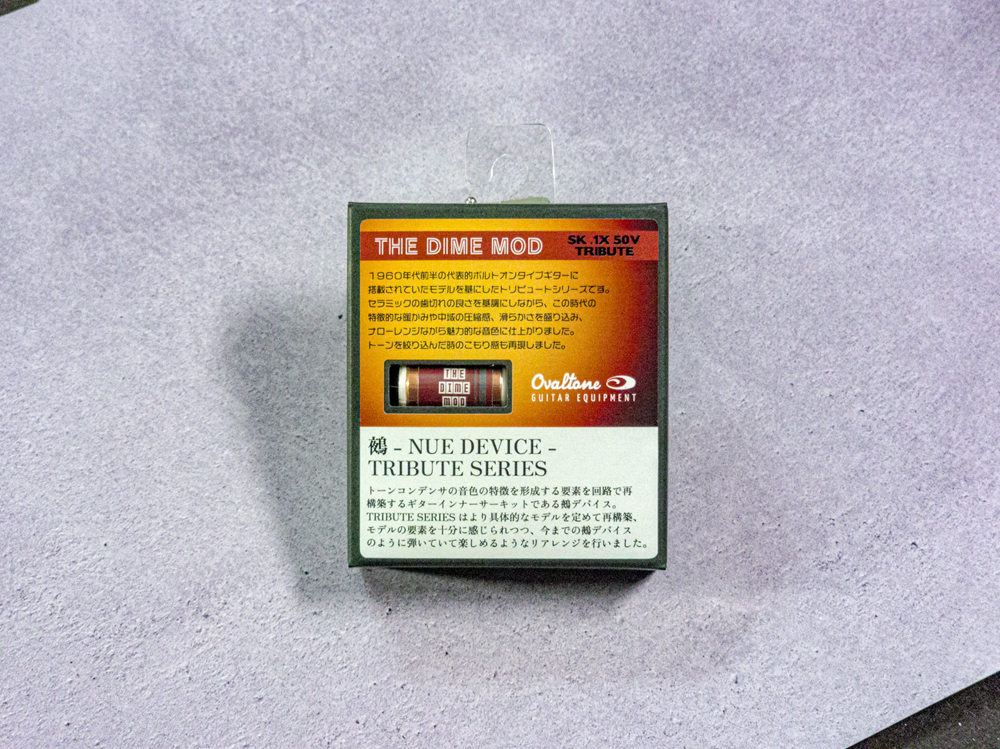 THE DIME MOD
SK .1X 50V
TRIBUTE
1960年代前半の代表的ボルトオンタイプギターに
搭載されていたモデルを基にしたトリビュートシリーズです。
セラミックの歯切れの良さを基調にしながら、この時代の
特徴的な暖かみや中域の圧縮感、滑らかさを盛り込み、
ナローレンジながら魅力的な音色に仕上がりました。
トーンを絞り込んだ時のこもり感も再現しました。
THE
DIME
MOD
Ovaltone
GUITAR EQUIPMENT
鵺 - NUE DEVICE -
TRIBUTE SERIES
トーンコンデンサの音色の特徴を形成する要素を回路で再
構築するギターインナーサーキットである鵺デバイス。
TRIBUTE SERIES はより具体的なモデルを定めて再構築、
モデルの要素を十分に感じられつつ、今までの鵺デバイス
のように弾いていて楽しめるようなリアレンジを行いました。